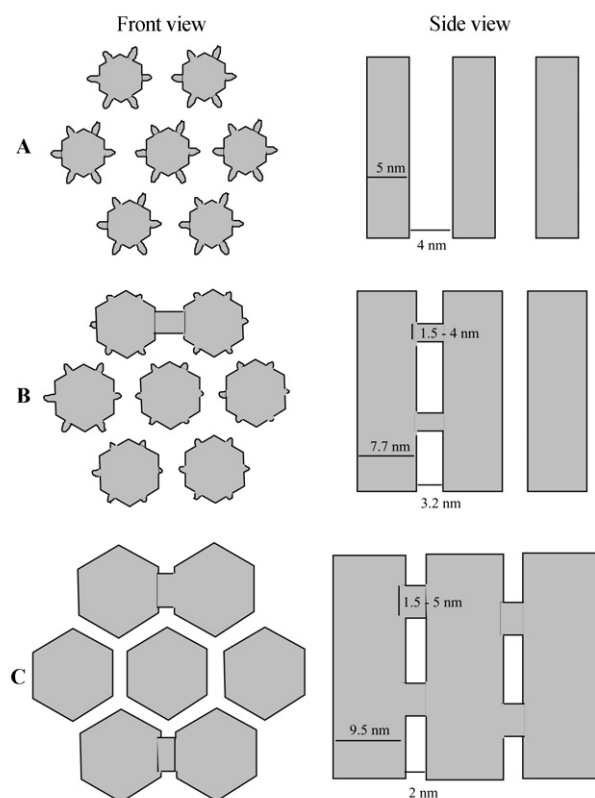 Front view
Side view
A
5 nm
4 nm
B
1.5 - 4 nm
7.7 nm
3.2 nm
C
1.5 - 5 nm
9.5 nm
2 nm